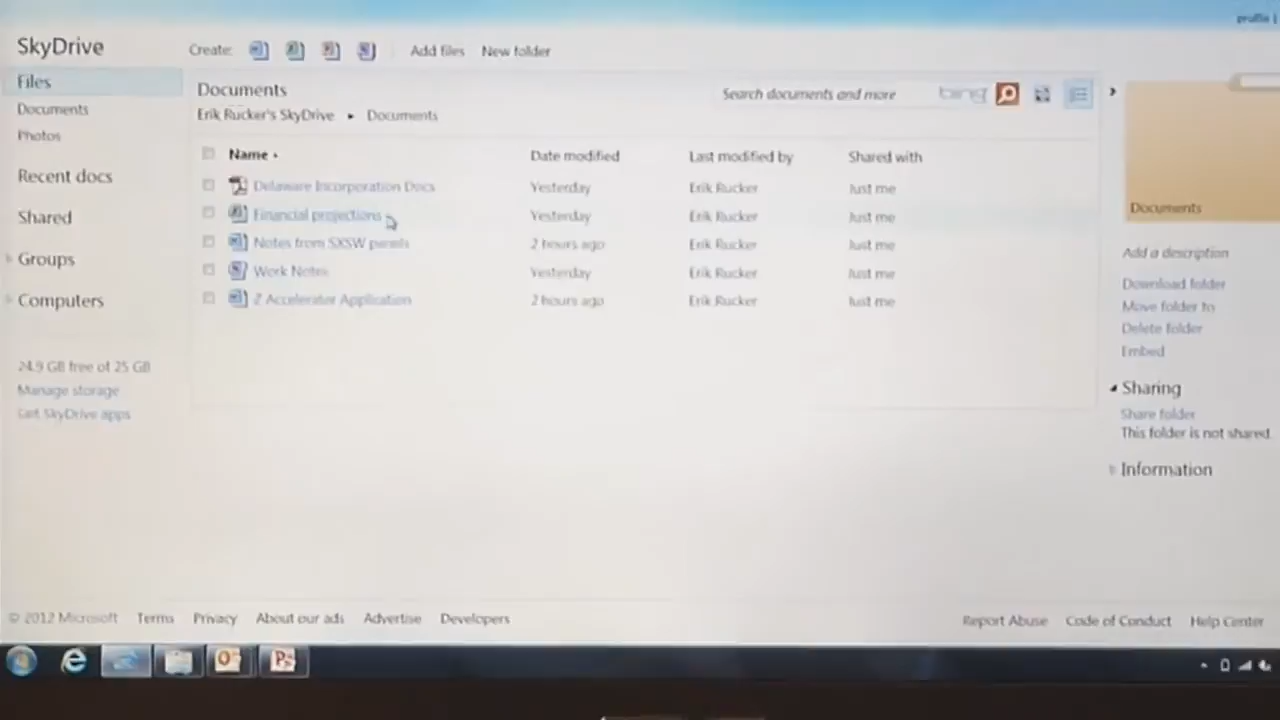 profile |
SkyDrive
Create:
Add files
New folder
Files
Documents
Photos
Recent docs
Shared
Groups
Computers
24.9 GB free of 25 GB
Manage storage
Get SkyDrive apps
Documents
Search documents and more
bing
Erik Rucker's SkyDrive ▸ Documents
Name Date modified Last modified by Shared with
Delaware Incorporation Docs Yesterday Erik Rucker Just me
Financial projections Yesterday Erik Rucker Just me
Notes from SXSW panels 2 hours ago Erik Rucker Just me
Work Notes Yesterday Erik Rucker Just me
Z Accelerator Application 2 hours ago Erik Rucker Just me
Documents
Add a description
Download folder
Move folder to
Delete folder
Embed
Sharing
Share folder
This folder is not shared.
Information
© 2012 Microsoft Terms Privacy About our ads Advertise Developers
Report Abuse Code of Conduct Help Center